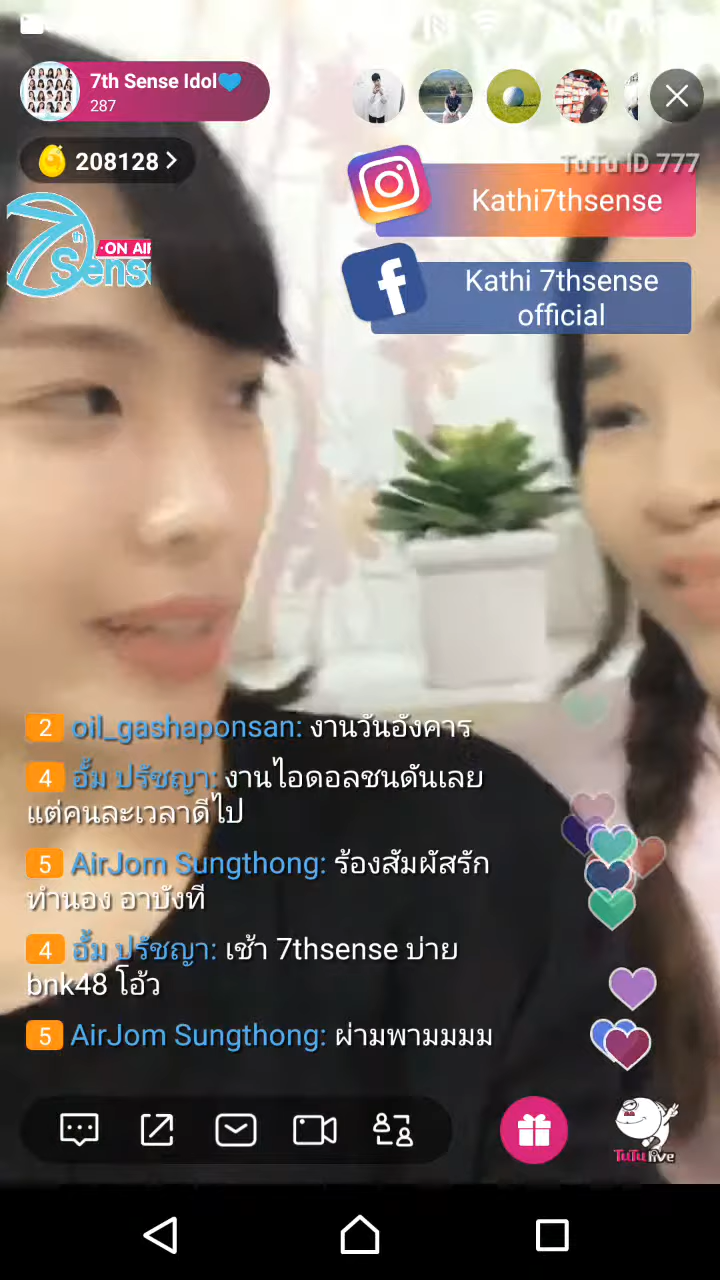 7th Sense Idol💙
287
208128 >
TuTu ID 777
Kathi7thsense
7th Sense
·ON AIR
Kathi 7thsense
official
2 oil_gashaponsan: งานวันอังคาร
4 อั้ม ปรัชญา: งานไอดอลชนดันเลย
แต่คนละเวลาดีไป
5 AirJom Sungthong: ร้องสัมผัสรัก
ทำนอง อาบังที
4 อั้ม ปรัชญา: เช้า 7thsense บ่าย
bnk48 โอ้ว
5 AirJom Sungthong: ผ่ามพามมมม
TuTu live